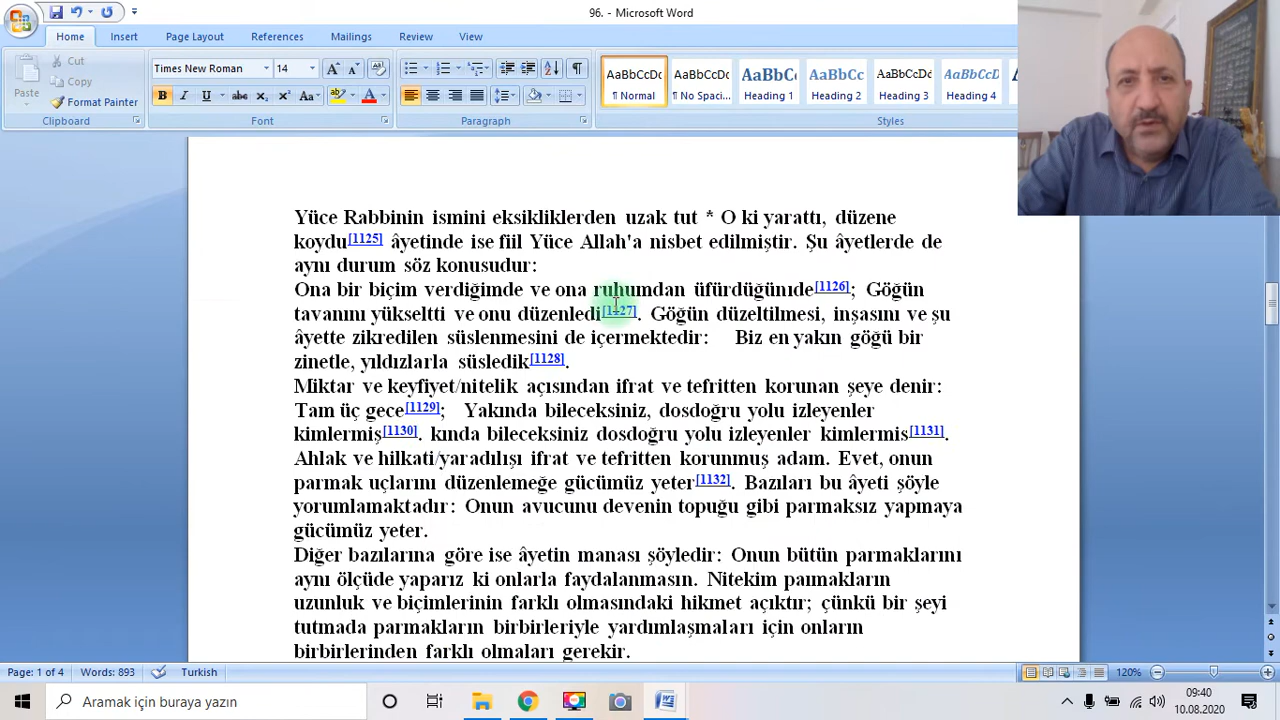 96. - Microsoft Word
Home Insert Page Layout References Mailings Review View
Cut
Copy
Paste
Format Painter
Times New Roman 14
B I U abe x₂ x² Aa A
AaBbCcDc AaBbCcDc AaBbCc AaBbCc AaBbCcDc AaBbCcD
¶ Normal ¶ No Spaci... Heading 1 Heading 2 Heading 3 Heading 4
Clipboard Font Paragraph Styles
Yüce Rabbinin ismini eksikliklerden uzak tut * O ki yarattı, düzene
koydu[1125] âyetinde ise fiil Yüce Allah'a nisbet edilmiştir. Şu âyetlerde de
aynı durum söz konusudur:
Ona bir biçim verdiğimde ve ona ruhumdan üfürdüğünıde[1126]; Göğün
tavanını yükseltti ve onu düzenledi[1127]. Göğün düzeltilmesi, inşasını ve şu
âyette zikredilen süslenmesini de içermektedir: Biz en yakın göğü bir
zinetle, yıldızlarla süsledik[1128].
Miktar ve keyfiyet/nitelik açısından ifrat ve tefritten korunan şeye denir:
Tam üç gece[1129]; Yakında bileceksiniz, dosdoğru yolu izleyenler
kimlermiş[1130]. kında bileceksiniz dosdoğru yolu izleyenler kimlermis[1131].
Ahlak ve hilkati/yaradılışı ifrat ve tefritten korunmuş adam. Evet, onun
parmak uçlarını düzenlemeğe gücümüz yeter[1132]. Bazıları bu âyeti şöyle
yorumlamaktadır: Onun avucunu devenin topuğu gibi parmaksız yapmaya
gücümüz yeter.
Diğer bazılarına göre ise âyetin manası şöyledir: Onun bütün parmaklarını
aynı ölçüde yaparız ki onlarla faydalanmasın. Nitekim paımakların
uzunluk ve biçimlerinin farklı olmasındaki hikmet açıktır; çünkü bir şeyi
tutmada parmakların birbirleriyle yardımlaşmaları için onların
birbirlerinden farklı olmaları gerekir.
Page: 1 of 4 Words: 893 Turkish 120%
Aramak için buraya yazın
09:40
10.08.2020